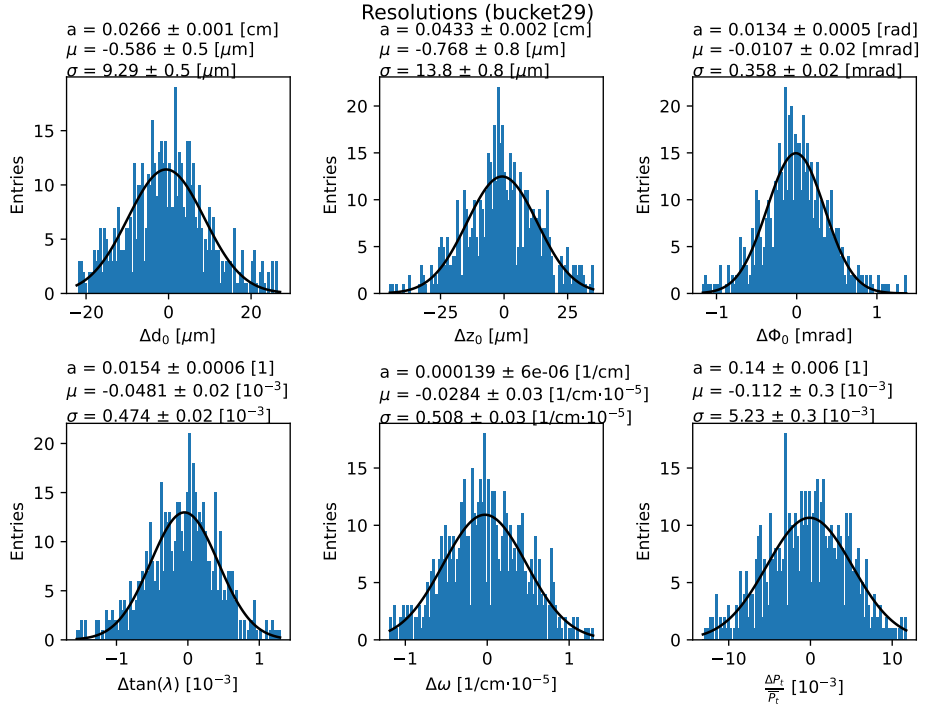 Resolutions (bucket29)
a = 0.0266 ± 0.001 [cm]
μ = -0.586 ± 0.5 [μm]
σ = 9.29 ± 0.5 [μm]
Entries
15
10
5
0
−20
0
20
Δd₀ [μm]
a = 0.0433 ± 0.002 [cm]
μ = -0.768 ± 0.8 [μm]
σ = 13.8 ± 0.8 [μm]
Entries
20
15
10
5
0
−25
0
25
Δz₀ [μm]
a = 0.0134 ± 0.0005 [rad]
μ = -0.0107 ± 0.02 [mrad]
σ = 0.358 ± 0.02 [mrad]
Entries
20
15
10
5
0
−1
0
1
ΔΦ₀ [mrad]
a = 0.0154 ± 0.0006 [1]
μ = -0.0481 ± 0.02 [10⁻³]
σ = 0.474 ± 0.02 [10⁻³]
Entries
20
15
10
5
0
−1
0
1
Δtan(λ) [10⁻³]
a = 0.000139 ± 6e-06 [1/cm]
μ = -0.0284 ± 0.03 [1/cm·10⁻⁵]
σ = 0.508 ± 0.03 [1/cm·10⁻⁵]
Entries
15
10
5
0
−1
0
1
Δω [1/cm·10⁻⁵]
a = 0.14 ± 0.006 [1]
μ = -0.112 ± 0.3 [10⁻³]
σ = 5.23 ± 0.3 [10⁻³]
Entries
15
10
5
0
−10
0
10
ΔPₜ/Pₜ [10⁻³]